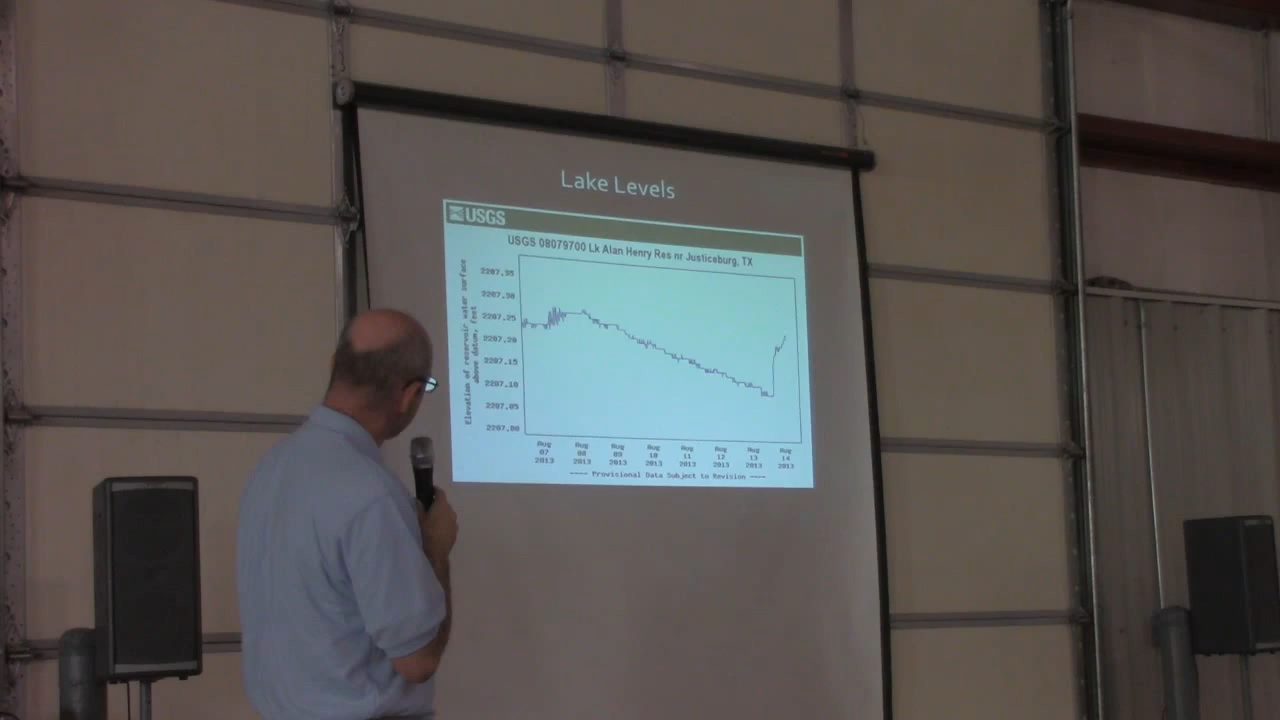 Lake Levels
USGS
USGS 08079700 Lk Alan Henry Res nr Justiceburg, TX
Elevation of reservoir water surface
above datum, feet
2207.35
2207.30
2207.25
2207.20
2207.15
2207.10
2207.05
2207.00
Aug Aug Aug Aug Aug Aug Aug Aug
07 08 09 10 11 12 13 14
2013 2013 2013 2013 2013 2013 2013 2013
---- Provisional Data Subject to Revision ----